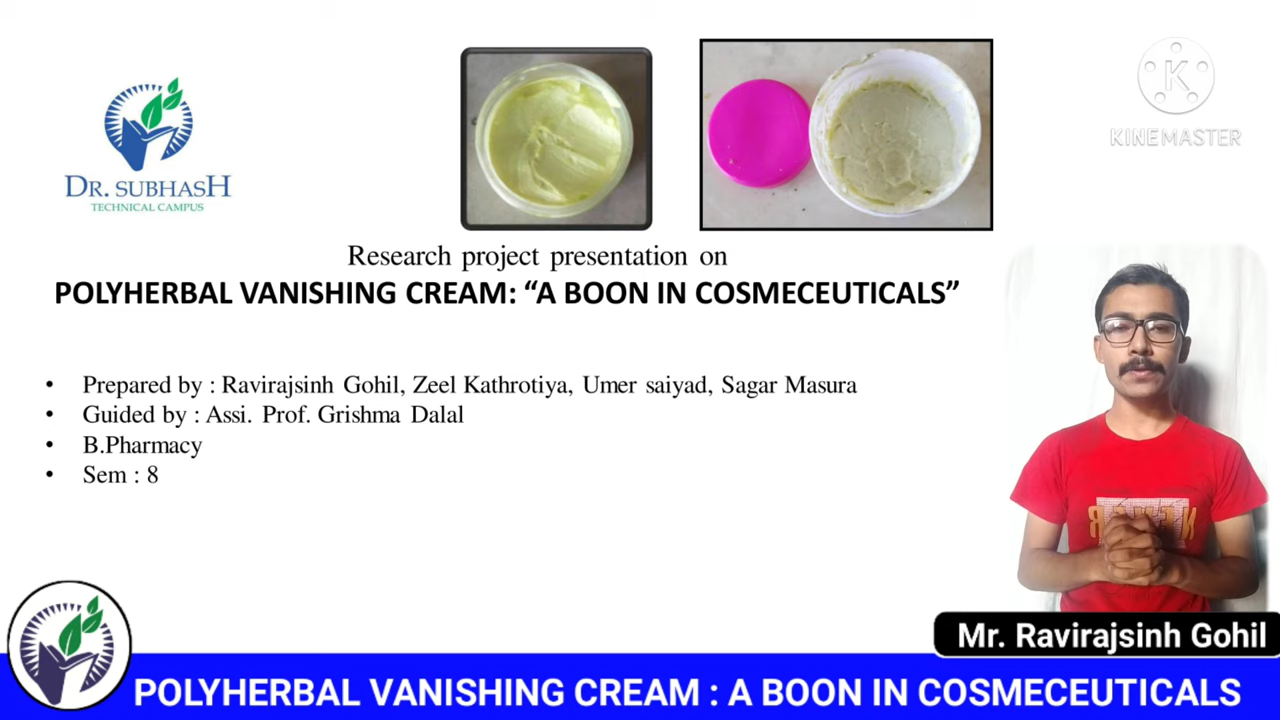 DR. SUBHASH
TECHNICAL CAMPUS
K
KINEMASTER
Research project presentation on
POLYHERBAL VANISHING CREAM: “A BOON IN COSMECEUTICALS”
• Prepared by : Ravirajsinh Gohil, Zeel Kathrotiya, Umer saiyad, Sagar Masura
• Guided by : Assi. Prof. Grishma Dalal
• B.Pharmacy
• Sem : 8
Mr. Ravirajsinh Gohil
POLYHERBAL VANISHING CREAM : A BOON IN COSMECEUTICALS